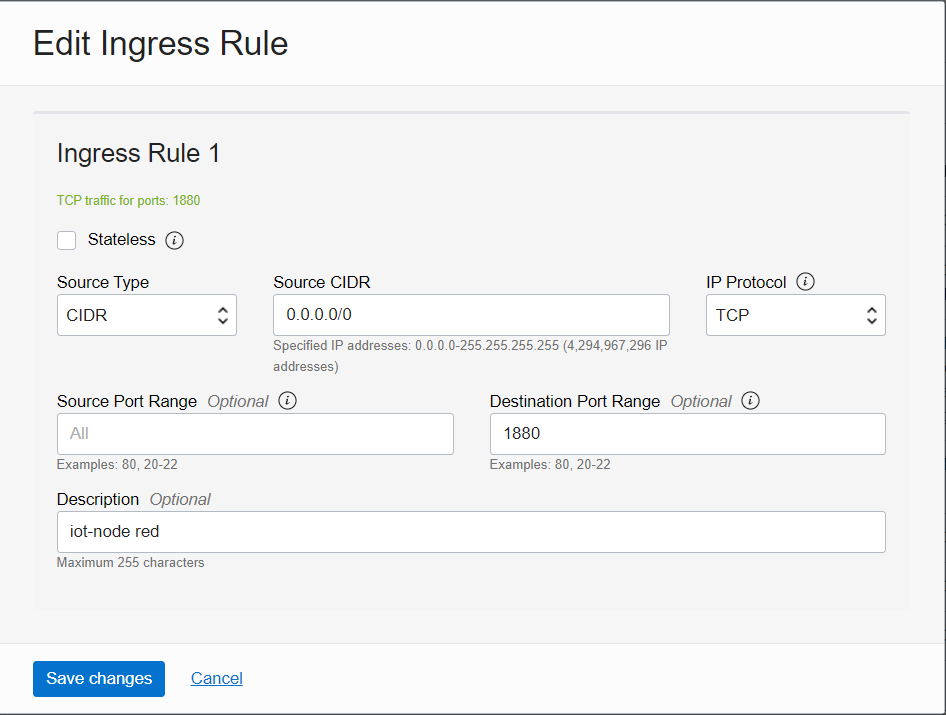 Edit Ingress Rule
Ingress Rule 1
TCP traffic for ports: 1880
Stateless i
Source Type
CIDR
Source CIDR
0.0.0.0/0
Specified IP addresses: 0.0.0.0-255.255.255.255 (4,294,967,296 IP
addresses)
IP Protocol i
TCP
Source Port Range Optional i
All
Examples: 80, 20-22
Destination Port Range Optional i
1880
Examples: 80, 20-22
Description Optional
iot-node red
Maximum 255 characters
Save changes Cancel